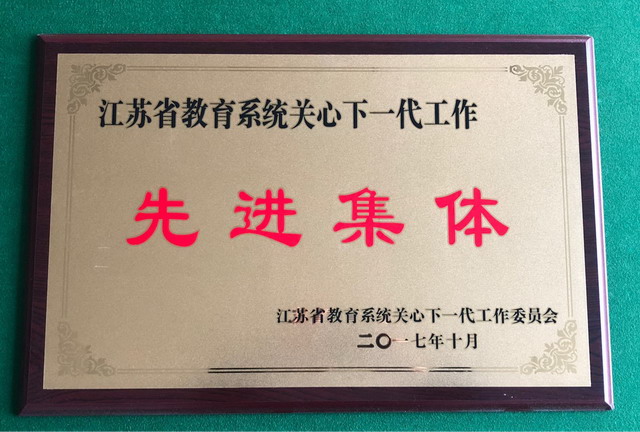 江苏省教育系统关心下一代工作
先进集体
江苏省教育系统关心下一代工作委员会
二〇一七年十月